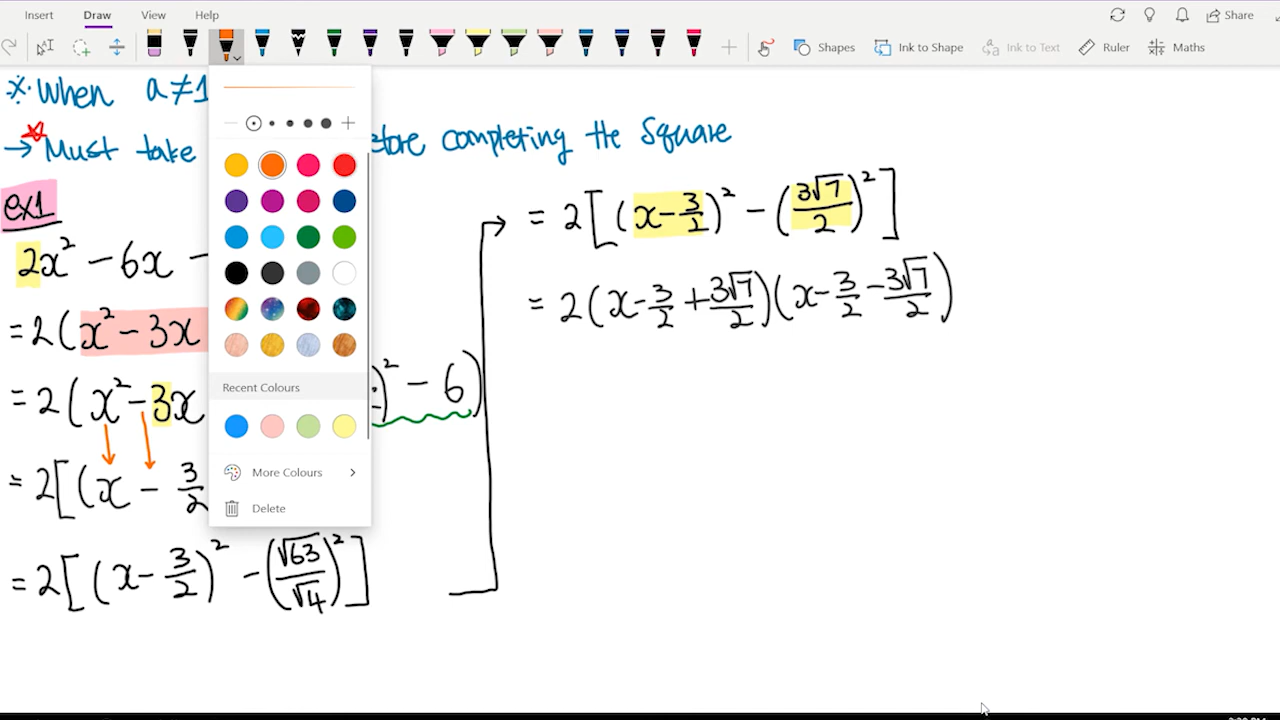 Insert Draw View Help Share
Shapes Ink to Shape Ink to Text Ruler Maths
※ When a≠1
→ Must take
completing the Square
ex1
2x² - 6x -
= 2(x² - 3x
= 2(x² - 3x
)² - 6)
= 2[(x - 3/2
= 2[(x - 3/2)² - (√63/√4)²]
= 2[(x - 3/2)² - (3√7/2)²]
= 2(x - 3/2 + 3√7/2)(x - 3/2 - 3√7/2)
Recent Colours
More Colours
Delete